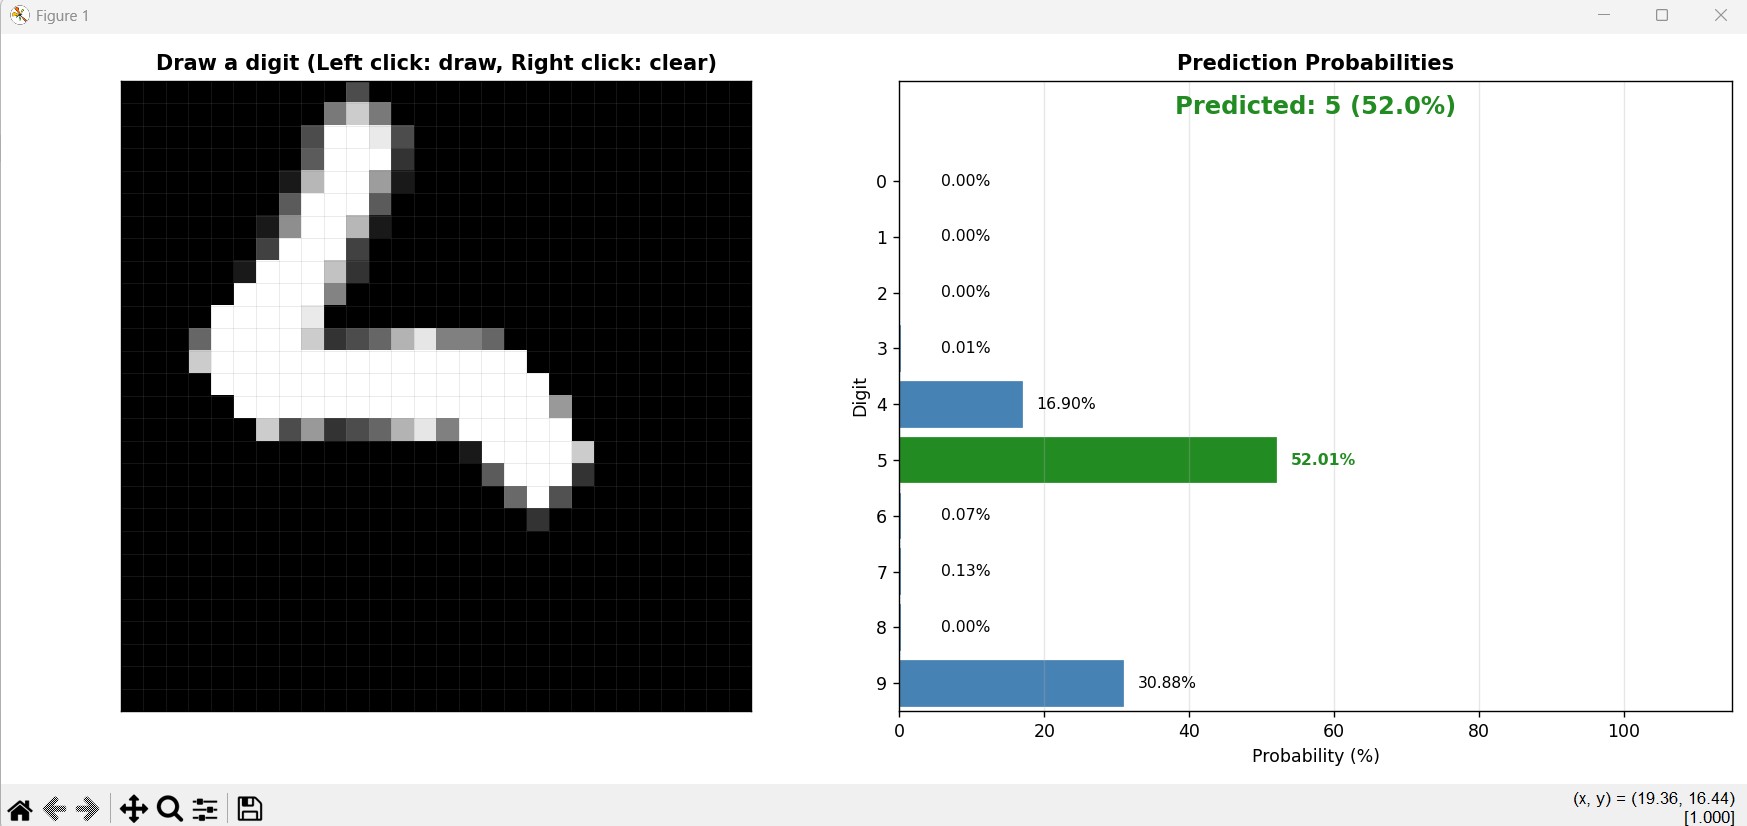 Figure 1
Draw a digit (Left click: draw, Right click: clear)
Prediction Probabilities
Predicted: 5 (52.0%)
Digit
0 0.00%
1 0.00%
2 0.00%
3 0.01%
4 16.90%
5 52.01%
6 0.07%
7 0.13%
8 0.00%
9 30.88%
0 20 40 60 80 100
Probability (%)
(x, y) = (19.36, 16.44)
[1.000]